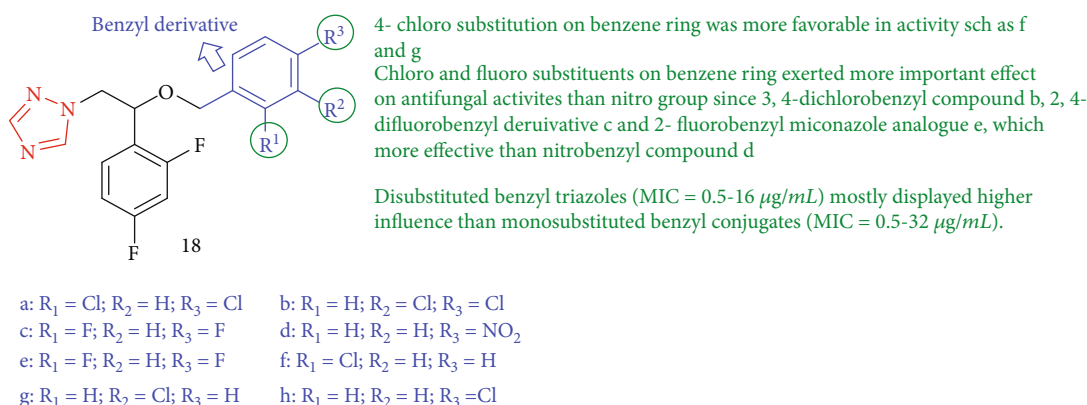 Benzyl derivative
R³
R²
R¹
O
N
N
N
F
F
18
4- chloro substitution on benzene ring was more favorable in activity sch as f
and g
Chloro and fluoro substituents on benzene ring exerted more important effect
on antifungal activites than nitro group since 3, 4-dichlorobenzyl compound b, 2, 4-
difluorobenzyl deruivative c and 2- fluorobenzyl miconazole analogue e, which
more effective than nitrobenzyl compound d
Disubstituted benzyl triazoles (MIC = 0.5-16 μg/mL) mostly displayed higher
influence than monosubstituted benzyl conjugates (MIC = 0.5-32 μg/mL).
a: R₁ = Cl; R₂ = H; R₃ = Cl b: R₁ = H; R₂ = Cl; R₃ = Cl
c: R₁ = F; R₂ = H; R₃ = F d: R₁ = H; R₂ = H; R₃ = NO₂
e: R₁ = F; R₂ = H; R₃ = F f: R₁ = Cl; R₂ = H; R₃ = H
g: R₁ = H; R₂ = Cl; R₃ = H h: R₁ = H; R₂ = H; R₃ =Cl